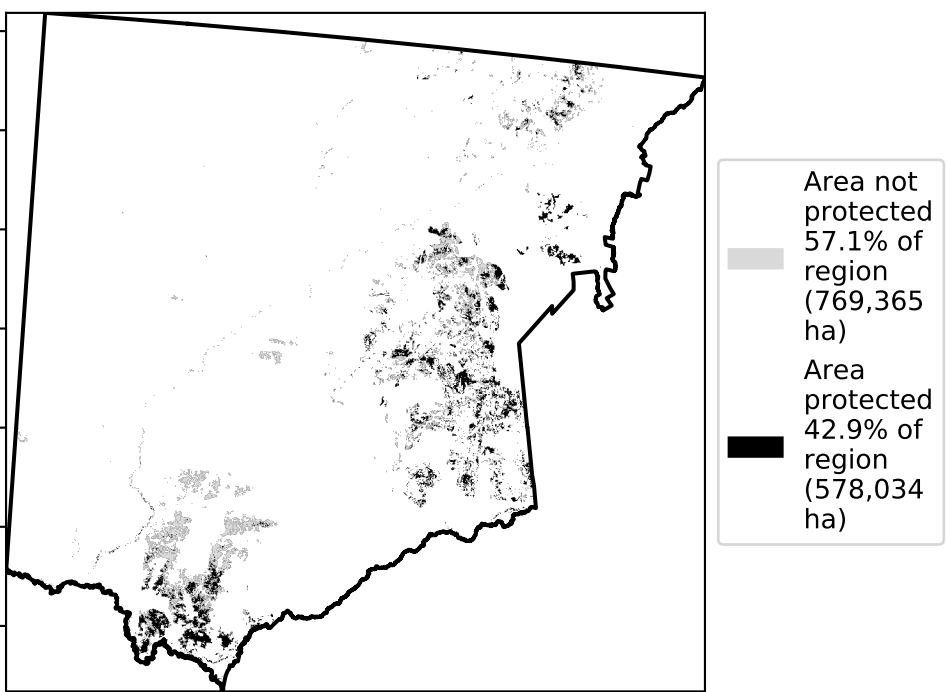 Area not
protected
57.1% of
region
(769,365
ha)
Area
protected
42.9% of
region
(578,034
ha)